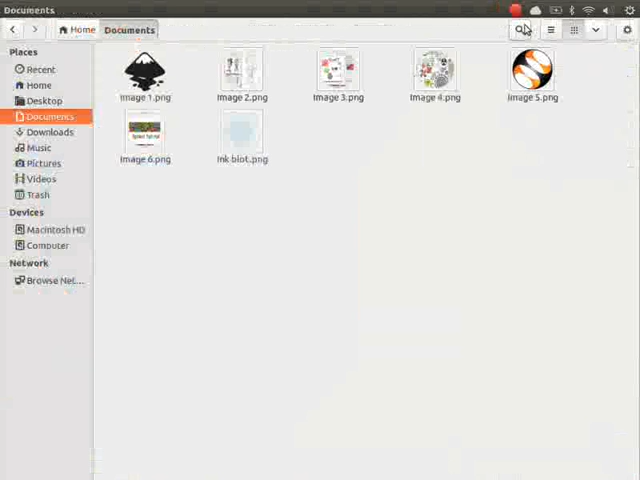 Documents
Home Documents
Places
Recent
Home
Desktop
Documents
Downloads
Music
Pictures
Videos
Trash
Devices
Macintosh HD
Computer
Network
Browse Net...
Image 1.png
Image 2.png
Image 3.png
Image 4.png
Image 5.png
Image 6.png
Ink blot.png